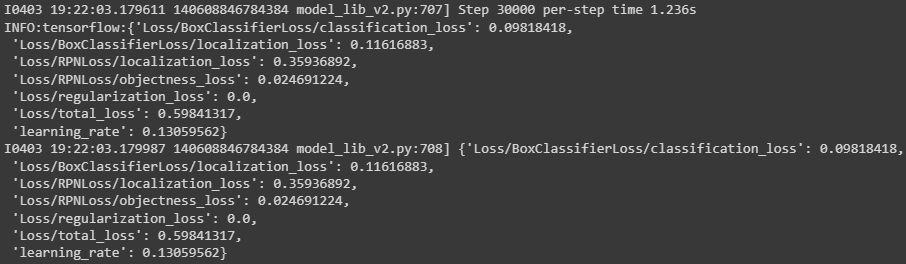 I0403 19:22:03.179611 140608846784384 model_lib_v2.py:707] Step 30000 per-step time 1.236s
INFO:tensorflow:{'Loss/BoxClassifierLoss/classification_loss': 0.09818418,
 'Loss/BoxClassifierLoss/localization_loss': 0.11616883,
 'Loss/RPNLoss/localization_loss': 0.35936892,
 'Loss/RPNLoss/objectness_loss': 0.024691224,
 'Loss/regularization_loss': 0.0,
 'Loss/total_loss': 0.59841317,
 'learning_rate': 0.13059562}
I0403 19:22:03.179987 140608846784384 model_lib_v2.py:708] {'Loss/BoxClassifierLoss/classification_loss': 0.09818418,
 'Loss/BoxClassifierLoss/localization_loss': 0.11616883,
 'Loss/RPNLoss/localization_loss': 0.35936892,
 'Loss/RPNLoss/objectness_loss': 0.024691224,
 'Loss/regularization_loss': 0.0,
 'Loss/total_loss': 0.59841317,
 'learning_rate': 0.13059562}